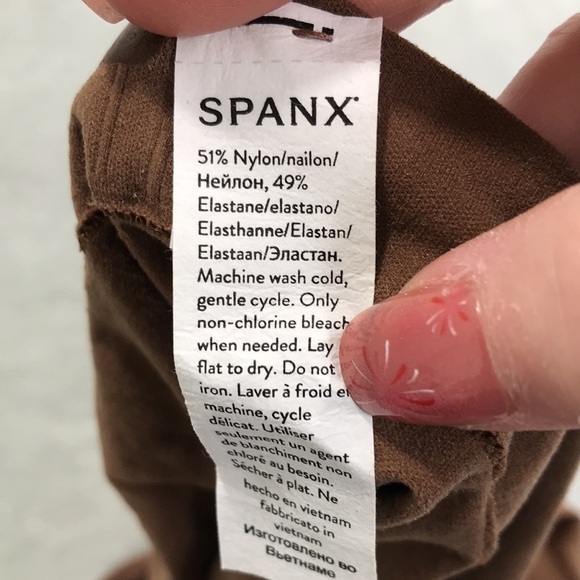 SPANX
51% Nylon/nailon/
Нейлон, 49%
Elastane/elastano/
Elasthanne/Elastan/
Elastaan/Эластан.
Machine wash cold,
gentle cycle. Only
non-chlorine bleach
when needed. Lay
flat to dry. Do not
iron. Laver à froid en
machine, cycle
délicat. Utiliser
seulement un agent
de blanchiment non
chloré au besoin.
Sécher à plat. Ne
hecho en vietnam
fabbricato in
vietnam
Изготовлено во
Вьетнаме